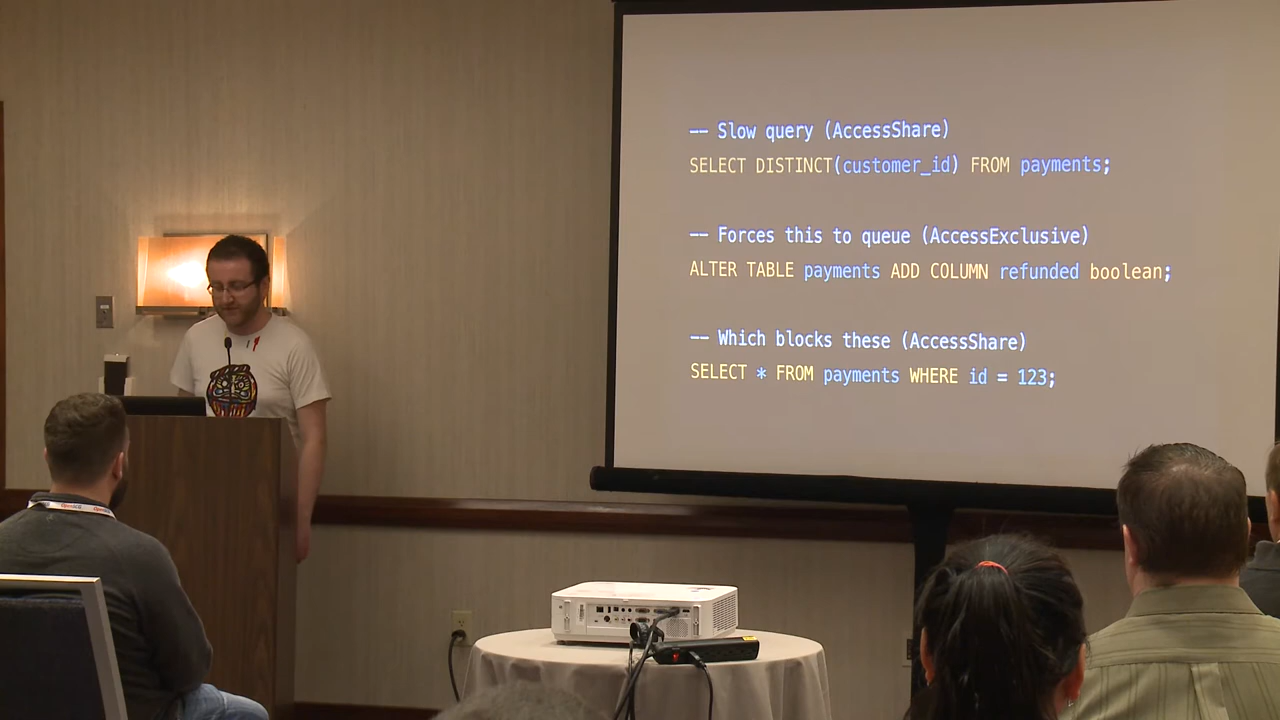 -- Slow query (AccessShare)
SELECT DISTINCT(customer_id) FROM payments;
-- Forces this to queue (AccessExclusive)
ALTER TABLE payments ADD COLUMN refunded boolean;
-- Which blocks these (AccessShare)
SELECT * FROM payments WHERE id = 123;